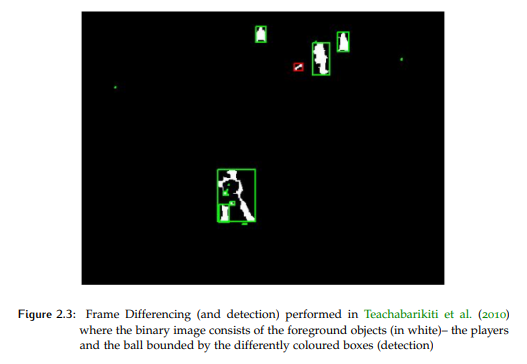 Figure 2.3: Frame Differencing (and detection) performed in Teachabarikiti et al. (2010)
where the binary image consists of the foreground objects (in white)– the players
and the ball bounded by the differently coloured boxes (detection)